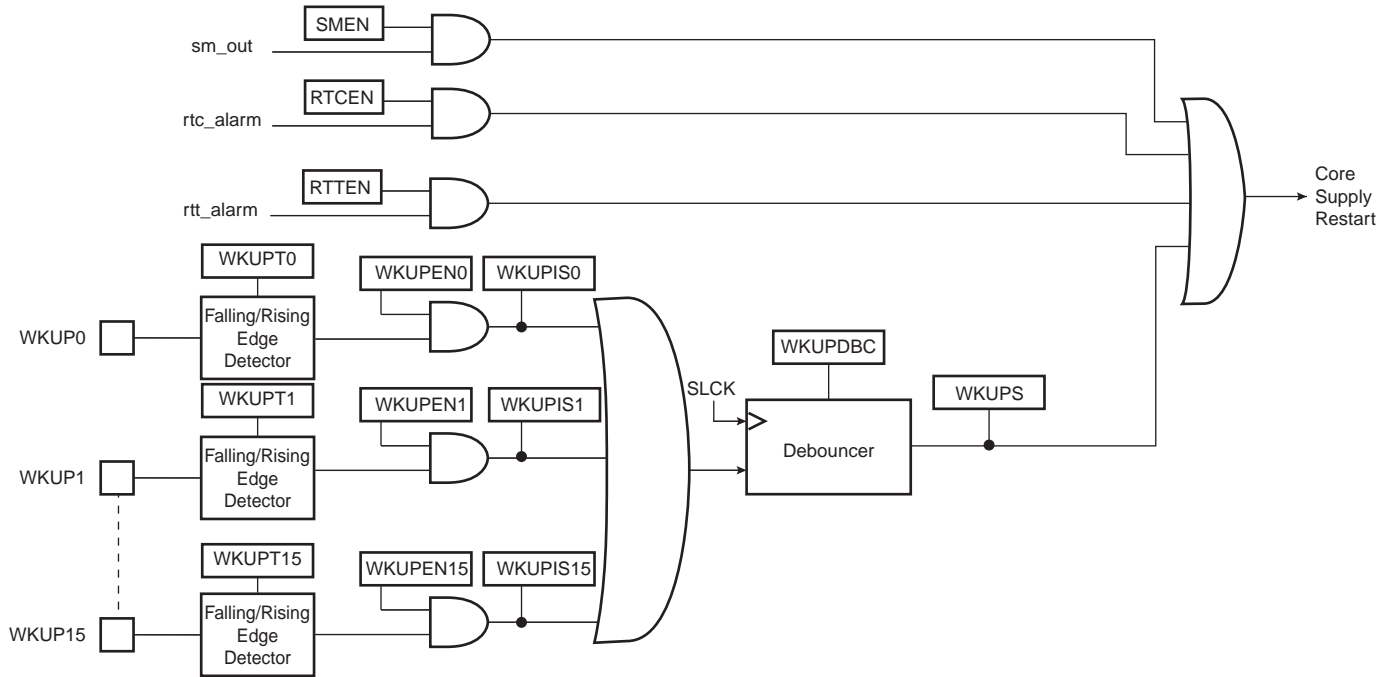 SMEN
sm_out
RTCEN
rtc_alarm
RTTEN
rtt_alarm
Core
Supply
Restart
WKUPT0
WKUPEN0
WKUPIS0
WKUP0
Falling/Rising
Edge
Detector
WKUPDBC
SLCK
WKUPS
Debouncer
WKUPT1
WKUPEN1
WKUPIS1
WKUP1
Falling/Rising
Edge
Detector
WKUPT15
WKUPEN15
WKUPIS15
WKUP15
Falling/Rising
Edge
Detector